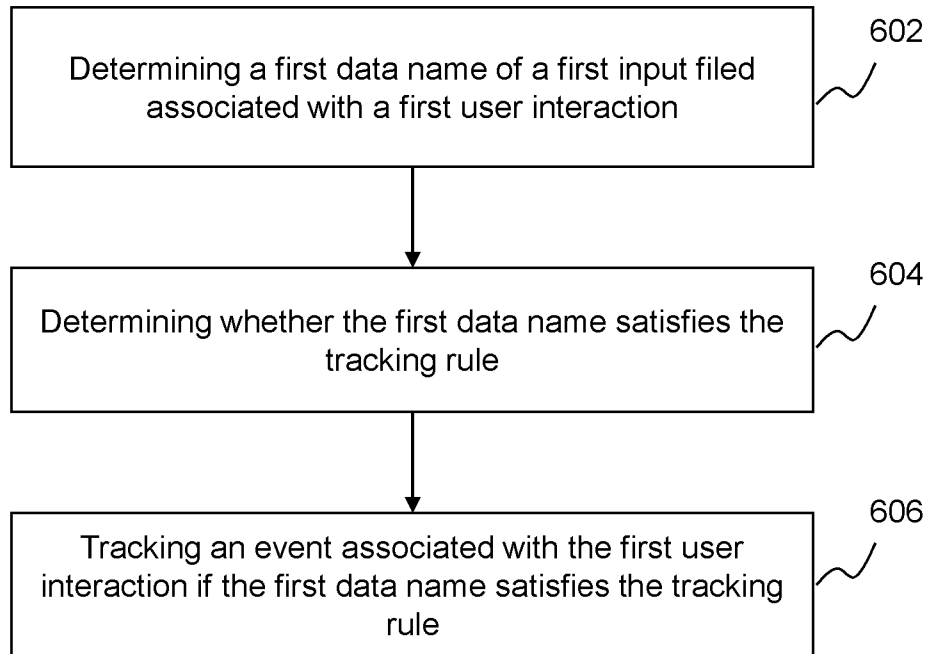 602
Determining a first data name of a first input filed
associated with a first user interaction
604
Determining whether the first data name satisfies the
tracking rule
606
Tracking an event associated with the first user
interaction if the first data name satisfies the tracking
rule